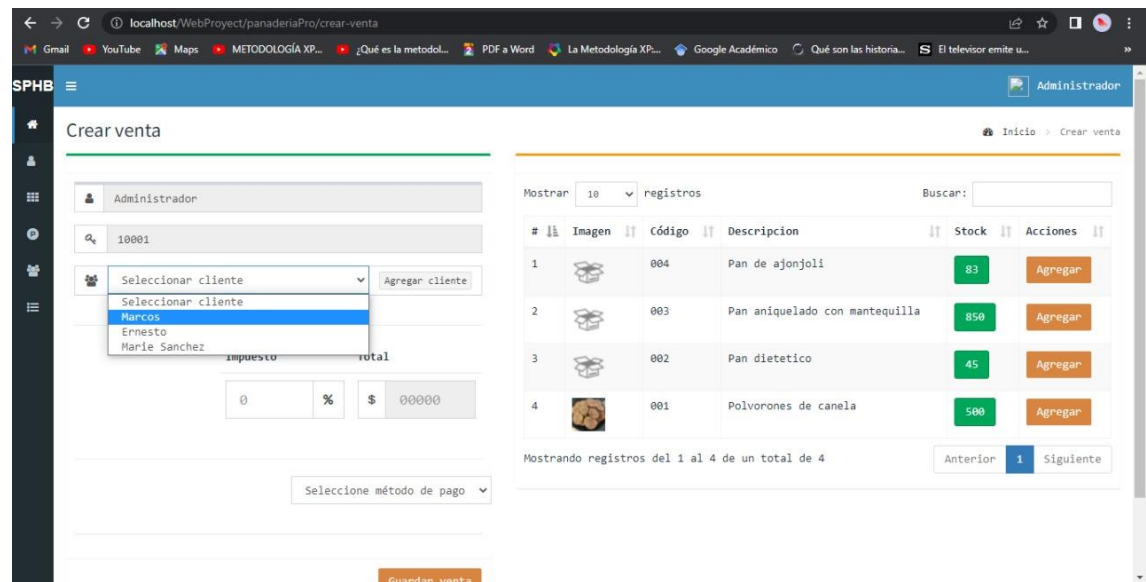 localhost/WebProyect/panaderiaPro/crear-venta
Gmail YouTube Maps METODOLOGÍA XP... ¿Qué es la metodol... PDF a Word La Metodología XP:... Google Académico Qué son las historia... El televisor emite u... »
SPHB Administrador
Crear venta
Inicio > Crear venta
Administrador
10001
Seleccionar cliente Agregar cliente
Seleccionar cliente
Marcos
Ernesto
Marie Sanchez
Impuesto Total
0 % $ 00000
Seleccione método de pago
Guardar venta
Mostrar 10 registros Buscar:
# Imagen Código Descripcion Stock Acciones
1 004 Pan de ajonjoli 83 Agregar
2 003 Pan aniquelado con mantequilla 850 Agregar
3 002 Pan dietetico 45 Agregar
4 001 Polvorones de canela 500 Agregar
Mostrando registros del 1 al 4 de un total de 4 Anterior 1 Siguiente